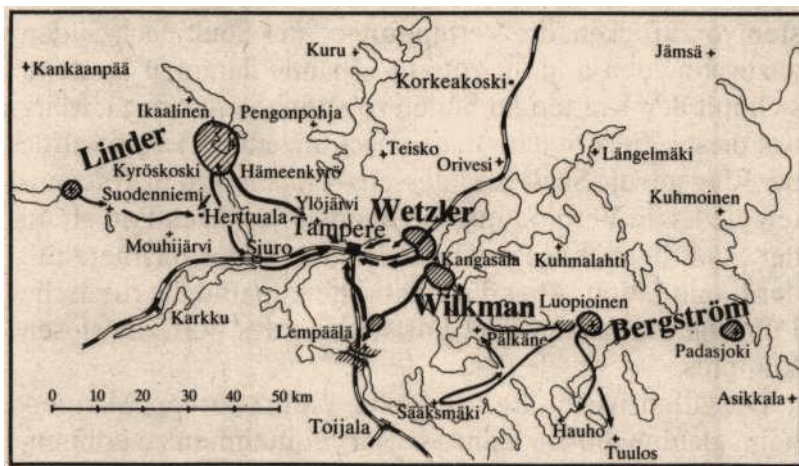 Kuru
Jämsä
Kankaanpää
Korkeakoski
Ikaalinen
Pengonpohja
Linder
Teisko
Orivesi
Längelmäki
Kyröskoski
Hämeenkyrö
Suodenniemi
Herttuala
Ylöjärvi
Wetzler
Kuhmoinen
Tampere
Mouhijärvi
Siuro
Kangasala
Kuhmalahti
Karkku
Wilkman
Luopioinen
Bergström
Lempäälä
Pälkäne
Padasjoki
0 10 20 30 40 50 km
Sääksmäki
Asikkala
Toijala
Hauho
Tuulos